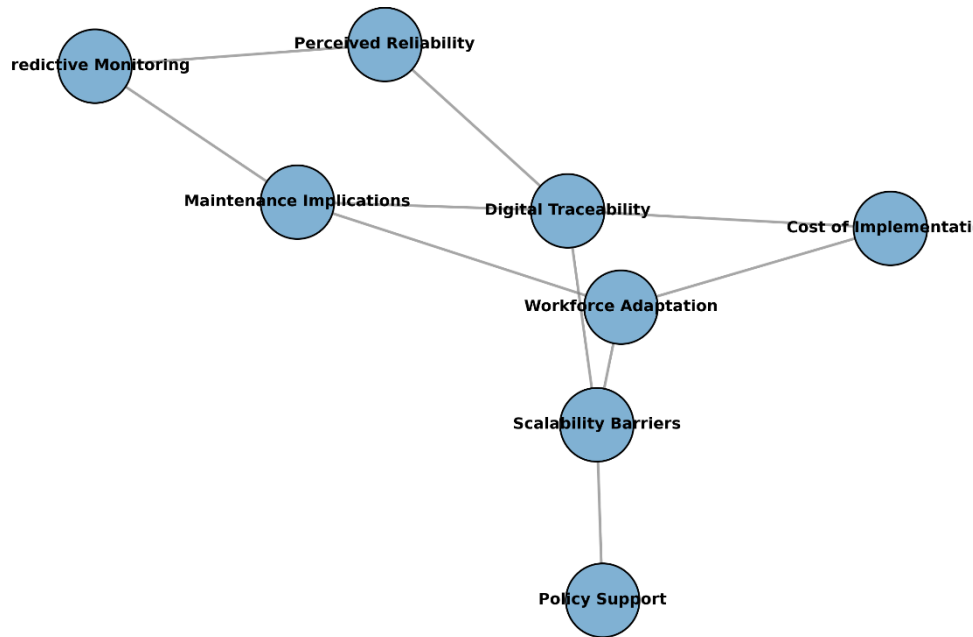 Perceived Reliability
redictive Monitoring
Maintenance Implications
Digital Traceability
Cost of Implementati
Workforce Adaptation
Scalability Barriers
Policy Support